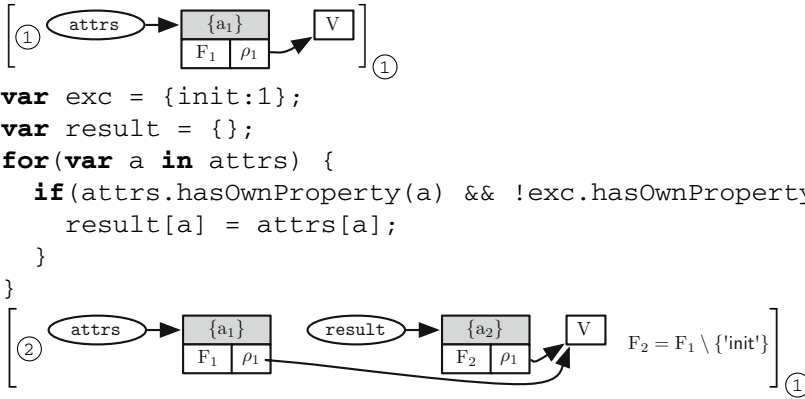 ① attrs {a₁} V
F₁ ρ₁ ①
var exc = {init:1};
var result = {};
for(var a in attrs) {
if(attrs.hasOwnProperty(a) && !exc.hasOwnProperty
result[a] = attrs[a];
}
}
② attrs {a₁} result {a₂} V F₂ = F₁ \ {'init'}
F₁ ρ₁ F₂ ρ₁ ①